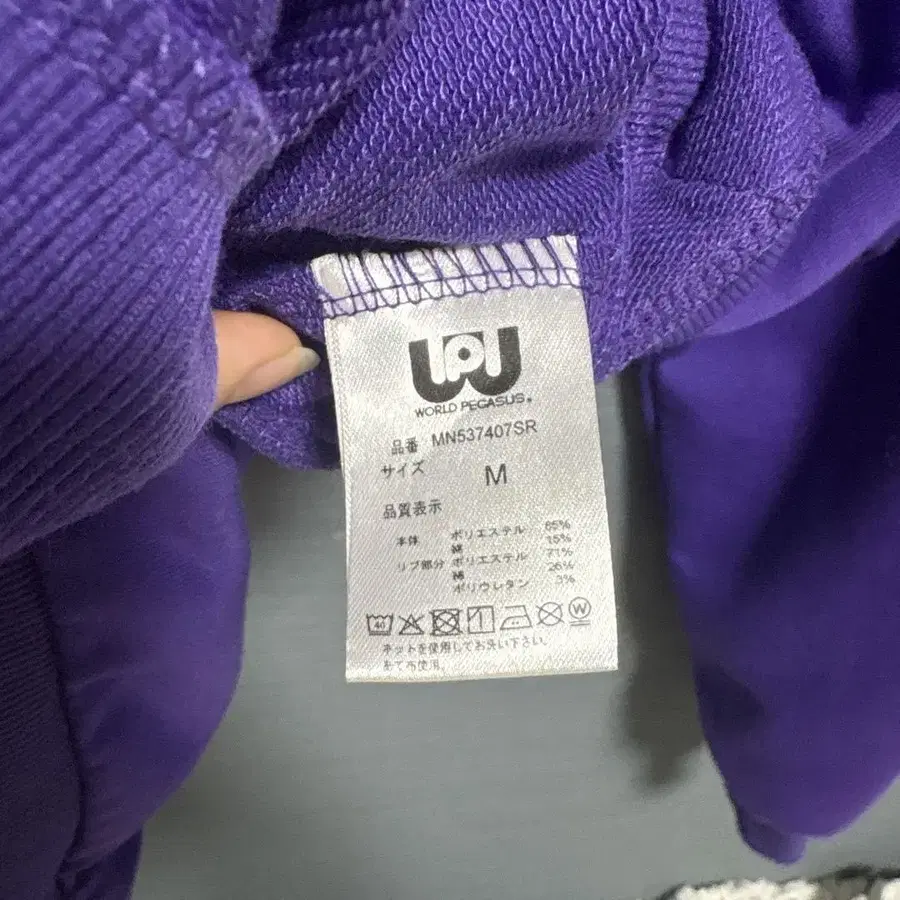 WORLD PEGASUS®
品番 MN537407SR
サイズ M
品質表示
本体 ポリエステル 85%
綿 15%
リブ部分 ポリエステル 71%
綿 26%
ポリウレタン 3%
40 W
ネットを使用してお洗い下さい。
あて布使用。